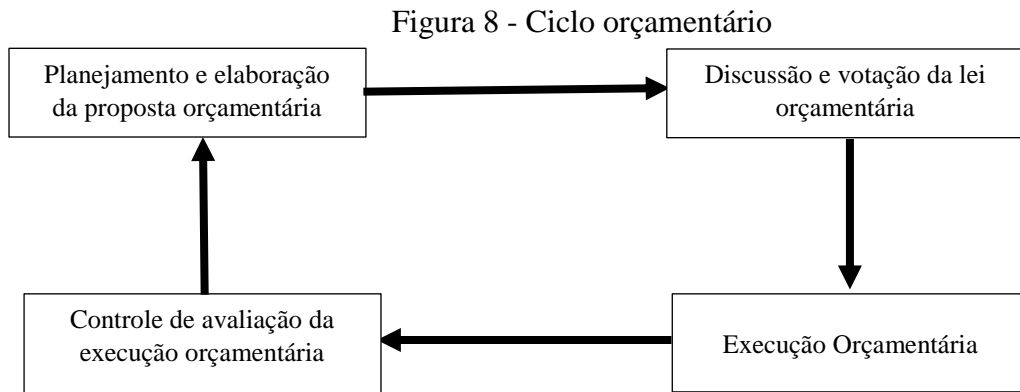 Figura 8 - Ciclo orçamentário
Planejamento e elaboração
da proposta orçamentária
Discussão e votação da lei
orçamentária
Controle de avaliação da
execução orçamentária
Execução Orçamentária